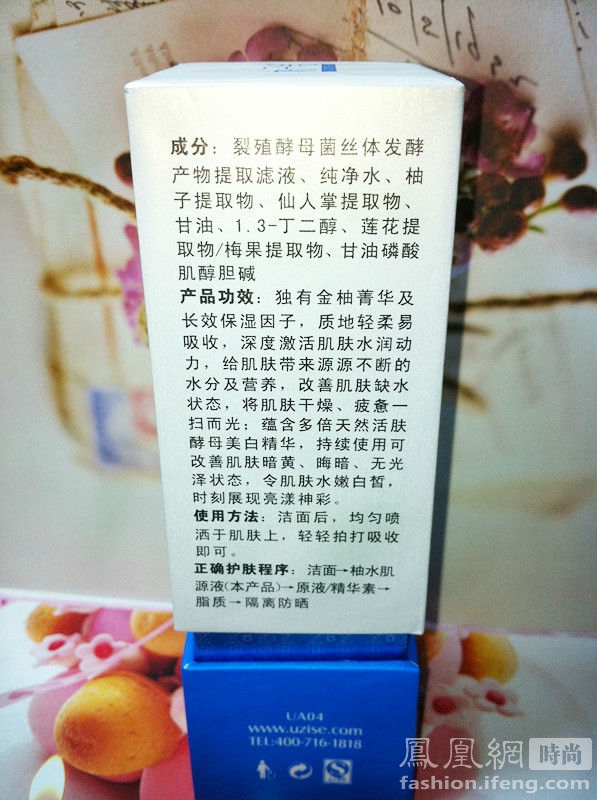 成分：裂殖酵母菌丝体发酵
产物提取滤液、纯净水、柚
子提取物、仙人掌提取物、
甘油、1.3-丁二醇、莲花提
取物/梅果提取物、甘油磷酸
肌醇胆碱
产品功效：独有金柚菁华及
长效保湿因子，质地轻柔易
吸收，深度激活肌肤水润动
力，给肌肤带来源源不断的
水分及营养，改善肌肤缺水
状态，将肌肤干燥、疲惫一
扫而光；蕴含多倍天然活肤
酵母美白精华，持续使用可
改善肌肤暗黄、晦暗、无光
泽状态，令肌肤水嫩白皙，
时刻展现亮漾神彩。
使用方法：洁面后，均匀喷
洒于肌肤上，轻轻拍打吸收
即可。
正确护肤程序：洁面→柚水肌
源液(本产品)→原液/精华素→
脂质→隔离防晒
UA04
www.uzise.com
TEL:400-716-1818
鳳凰網 時尚
fashion.ifeng.com